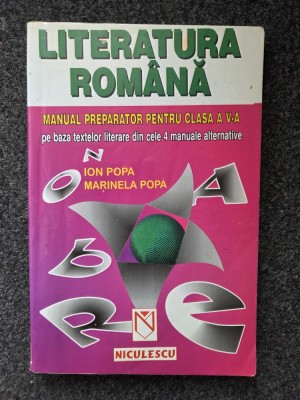 LITERATURA
ROMÂNĂ
MANUAL PREPARATOR PENTRU CLASA A V-A
pe baza textelor literare din cele 4 manuale alternative
ION POPA
MARINELA POPA
N
O
A
B
R
e
N
NICULESCU